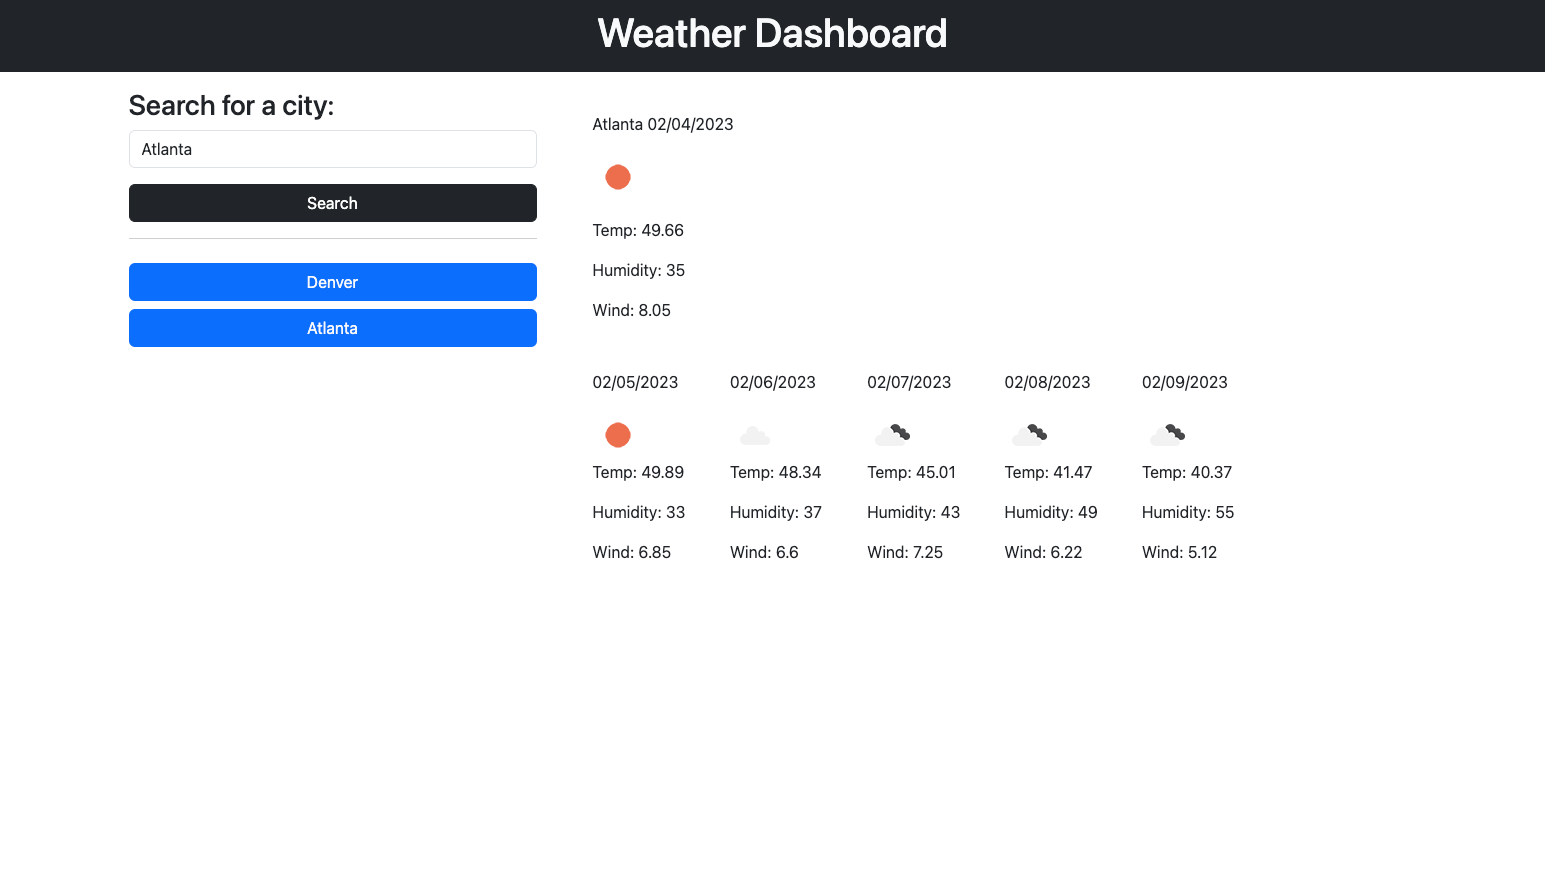 Weather Dashboard
Search for a city:
Atlanta
Search
Denver
Atlanta
Atlanta 02/04/2023
Temp: 49.66
Humidity: 35
Wind: 8.05
02/05/2023
Temp: 49.89
Humidity: 33
Wind: 6.85
02/06/2023
Temp: 48.34
Humidity: 37
Wind: 6.6
02/07/2023
Temp: 45.01
Humidity: 43
Wind: 7.25
02/08/2023
Temp: 41.47
Humidity: 49
Wind: 6.22
02/09/2023
Temp: 40.37
Humidity: 55
Wind: 5.12